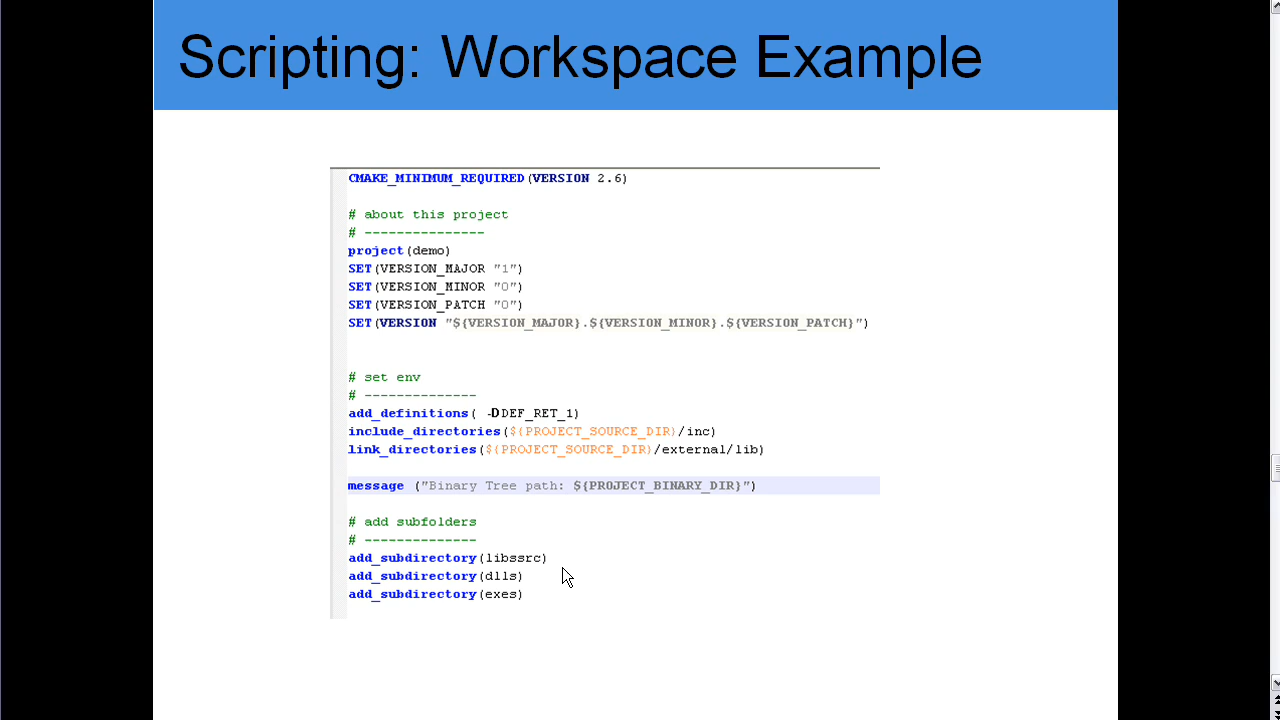 Scripting: Workspace Example
CMAKE_MINIMUM_REQUIRED(VERSION 2.6)
# about this project
# ---------------
project(demo)
SET(VERSION_MAJOR "1")
SET(VERSION_MINOR "0")
SET(VERSION_PATCH "0")
SET(VERSION "${VERSION_MAJOR}.${VERSION_MINOR}.${VERSION_PATCH}")
# set env
# --------------
add_definitions( -DDEF_RET_1)
include_directories(${PROJECT_SOURCE_DIR}/inc)
link_directories(${PROJECT_SOURCE_DIR}/external/lib)
message ("Binary Tree path: ${PROJECT_BINARY_DIR}")
# add subfolders
# --------------
add_subdirectory(libssrc)
add_subdirectory(dlls)
add_subdirectory(exes)